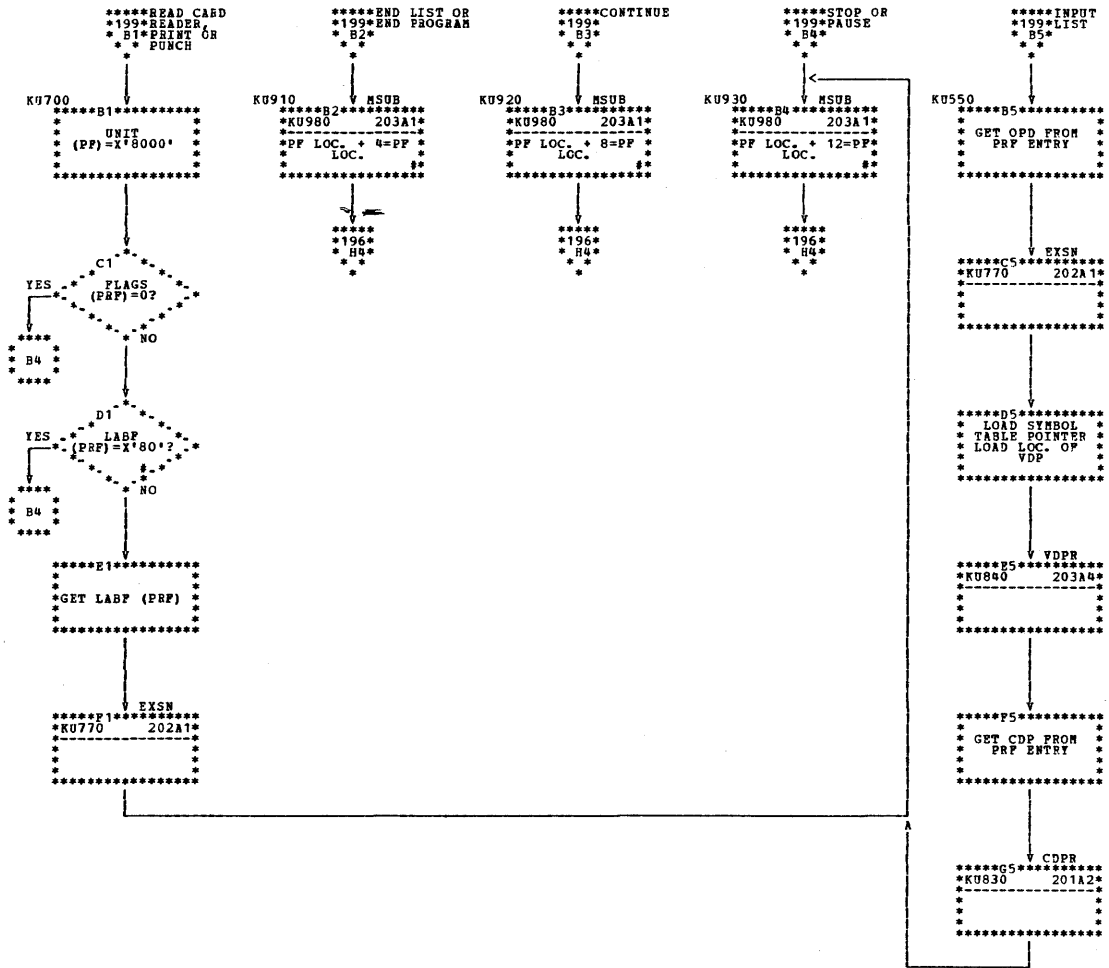 READ CARD
READER,
PRINT OR
PUNCH
199
B1
END LIST OR
END PROGRAM
199
B2
CONTINUE
199
B3
STOP OR
PAUSE
199
B4
INPUT
LIST
199
B5
KU700
B1
UNIT
(PF)=X'8000'
KU910
B2 MSUB
KU980 203A1
PF LOC. + 4=PF
LOC.
#
KU920
B3 MSUB
KU980 203A1
PF LOC. + 8=PF
LOC.
#
KU930
B4 MSUB
KU980 203A1
PF LOC. + 12=PF
LOC.
#
KU550
B5
GET OPD FROM
PRF ENTRY
196
H4
196
H4
196
H4
C1
FLAGS
(PRF)=0?
YES
NO
B4
C5 EXSN
KU770 202A1
D1
LABF
(PRF)=X'80'?
#
YES
NO
B4
D5
LOAD SYMBOL
TABLE POINTER
LOAD LOC. OF
VDP
E1
GET LABF (PRF)
E5 VDPR
KU840 203A4
F1 EXSN
KU770 202A1
F5
GET CDP FROM
PRF ENTRY
G5 CDPR
KU830 201A2